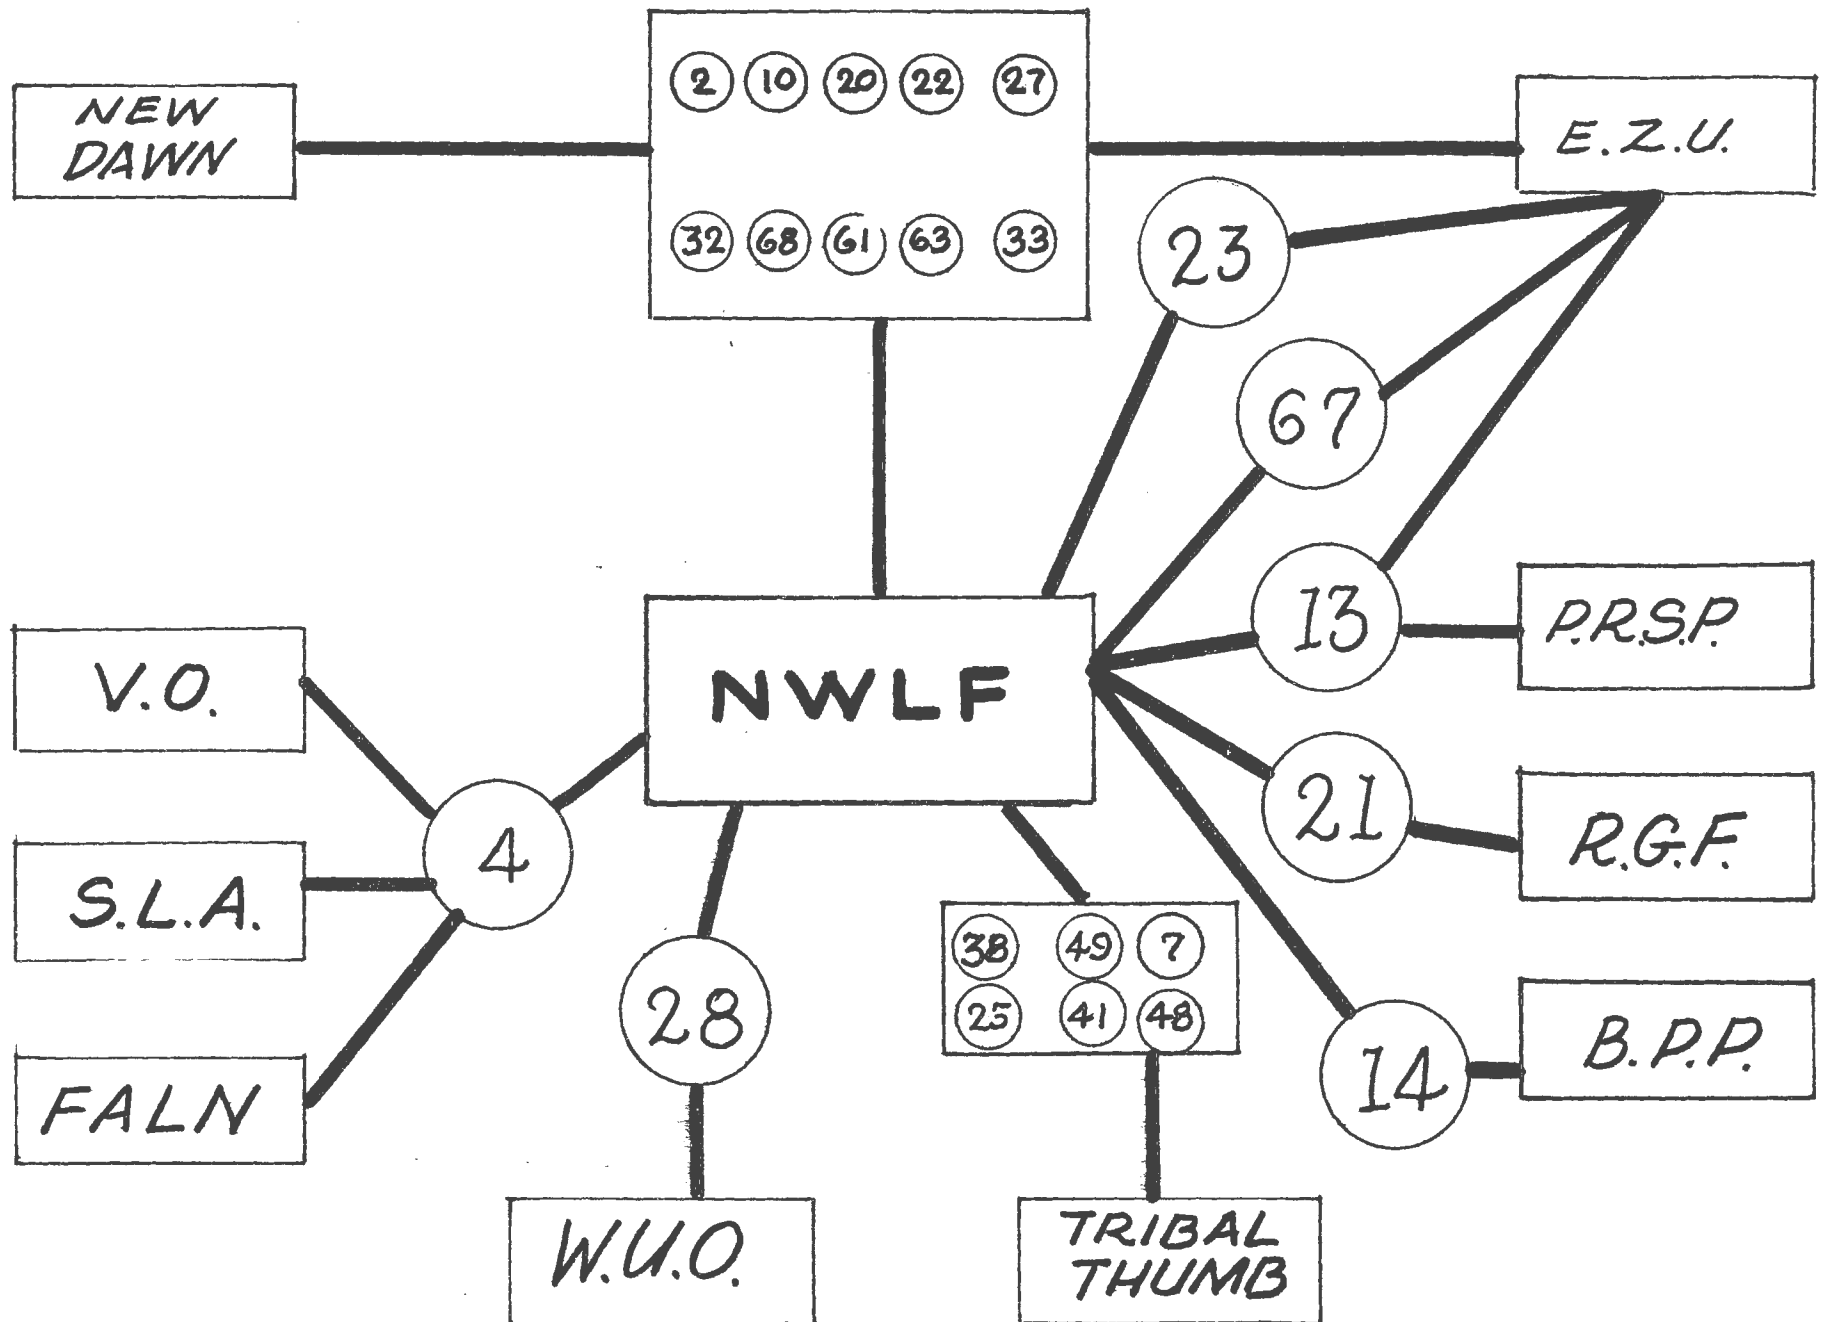 2 10 20 22 27
NEW
DAWN
E.Z.U.
32 68 61 63 33
23
67
13
P.R.S.P.
V.O.
NWLF
21
R.G.F.
4
S.L.A.
38 49 7
25 41 48
28
14
B.P.P.
FALN
W.U.O.
TRIBAL
THUMB